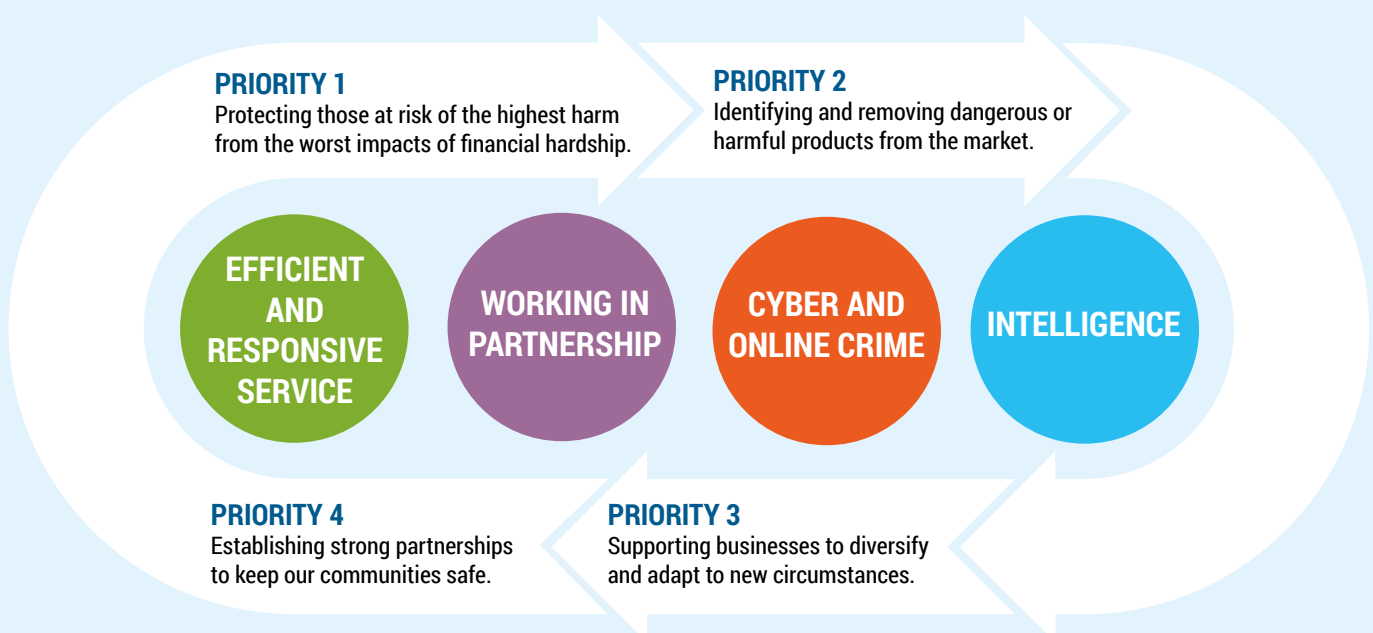 PRIORITY 1
Protecting those at risk of the highest harm
from the worst impacts of financial hardship.
PRIORITY 2
Identifying and removing dangerous or
harmful products from the market.
EFFICIENT
AND
RESPONSIVE
SERVICE
WORKING IN
PARTNERSHIP
CYBER AND
ONLINE CRIME
INTELLIGENCE
PRIORITY 4
Establishing strong partnerships
to keep our communities safe.
PRIORITY 3
Supporting businesses to diversify
and adapt to new circumstances.